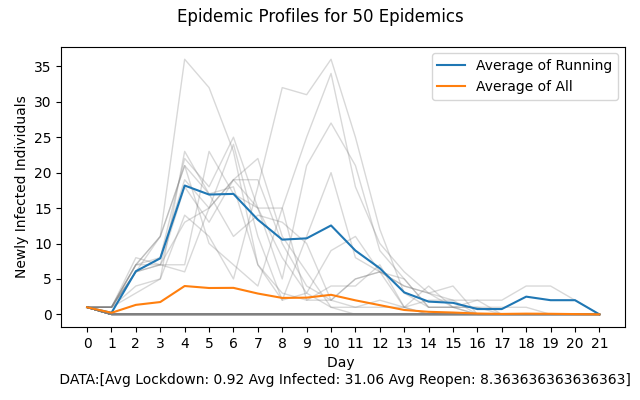 Epidemic Profiles for 50 Epidemics
Average of Running
Average of All
Newly Infected Individuals
35
30
25
20
15
10
5
0
0 1 2 3 4 5 6 7 8 9 10 11 12 13 14 15 16 17 18 19 20 21
Day
DATA:[Avg Lockdown: 0.92 Avg Infected: 31.06 Avg Reopen: 8.363636363636363]